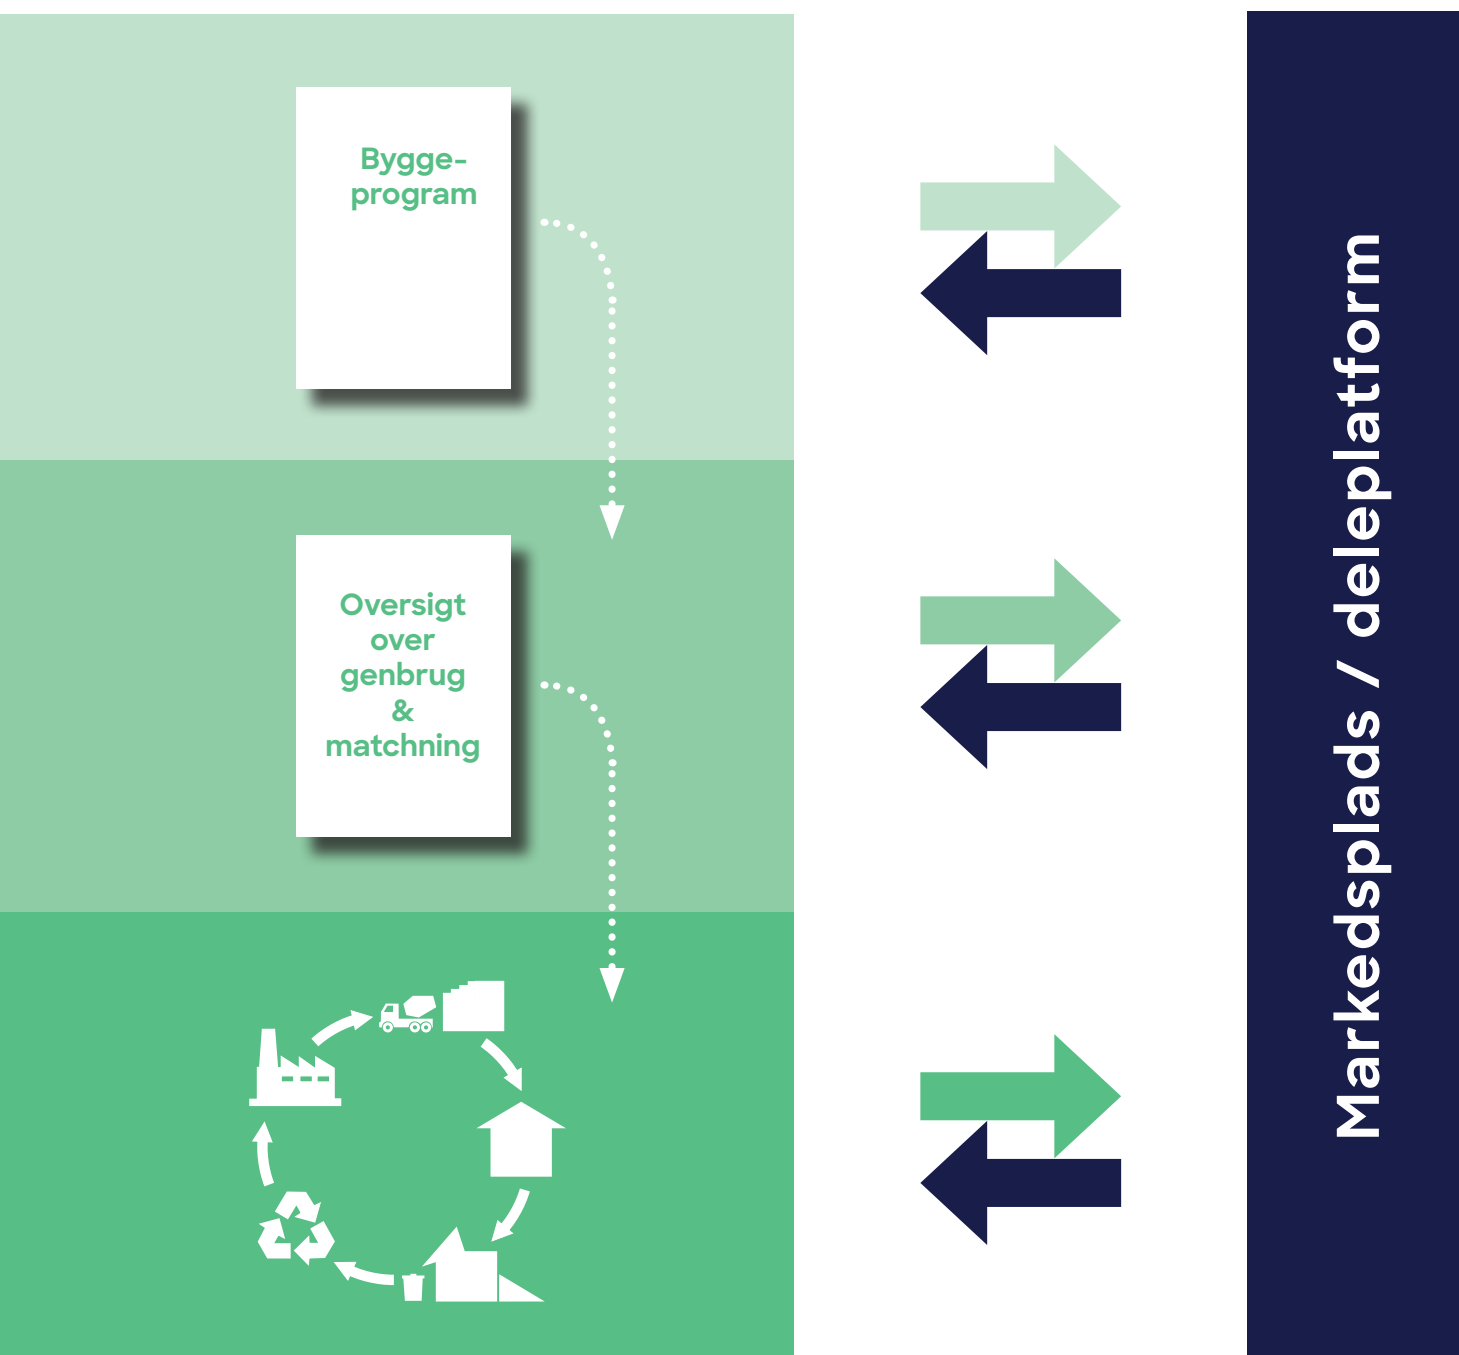 Bygge-
program
Oversigt
over
genbrug
&
matchning
Markedsplads / deleplatform